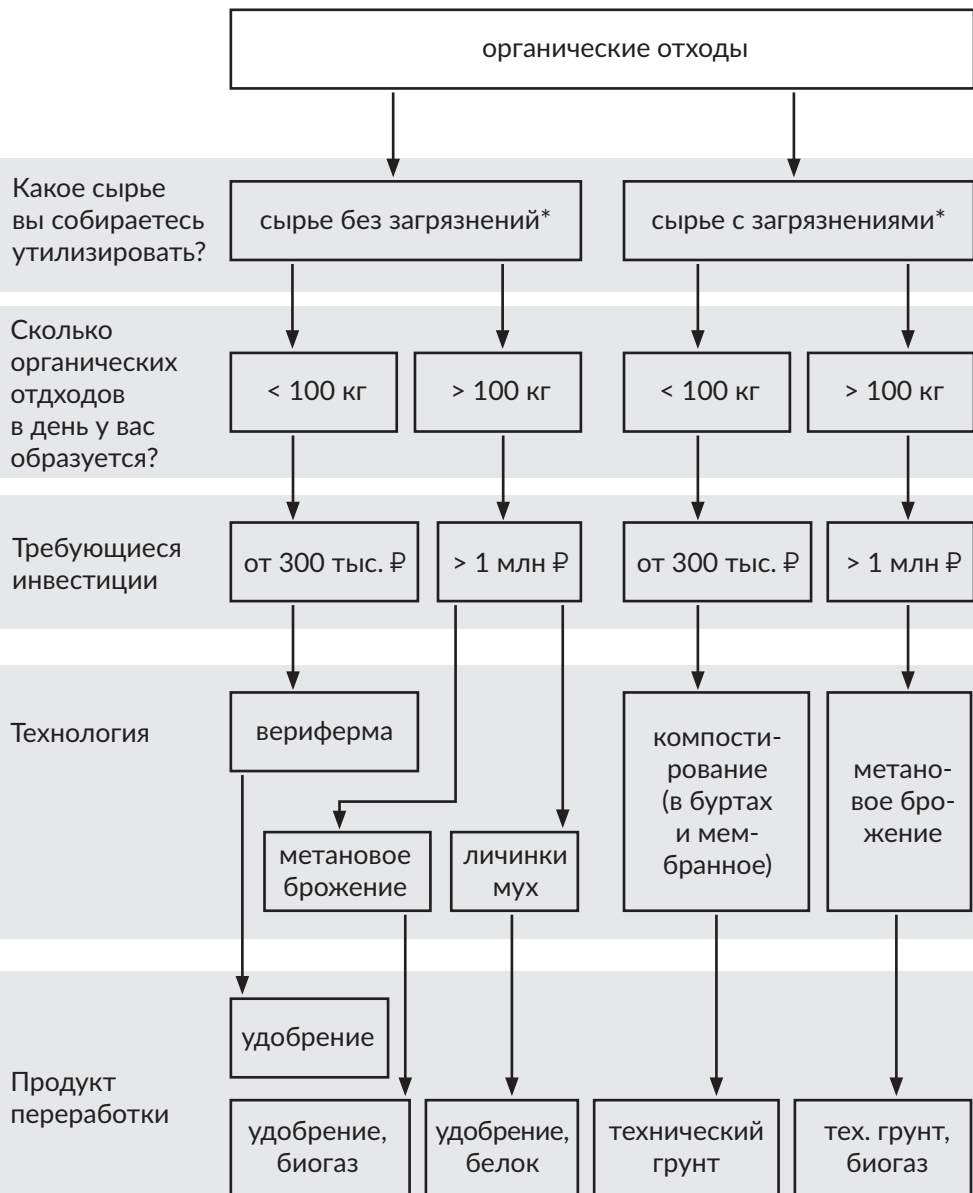 органические отходы
Какое сырье
вы собираетесь
утилизировать?
сырье без загрязнений*
сырье с загрязнениями*
Сколько
органических
отдходов
в день у вас
образуется?
< 100 кг
> 100 кг
< 100 кг
> 100 кг
Требующиеся
инвестиции
от 300 тыс. ₽
> 1 млн ₽
от 300 тыс. ₽
> 1 млн ₽
Технология
вериферма
метановое
брожение
личинки
мух
компости-
рование
(в буртах
и мем-
бранное)
метано-
вое бро-
жение
Продукт
переработки
удобрение
удобрение,
биогаз
удобрение,
белок
технический
грунт
тех. грунт,
биогаз